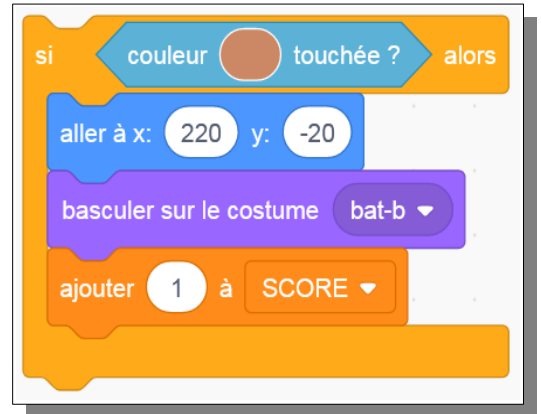 si couleur touchée ? alors
aller à x: 220 y: -20
basculer sur le costume bat-b
ajouter 1 à SCORE